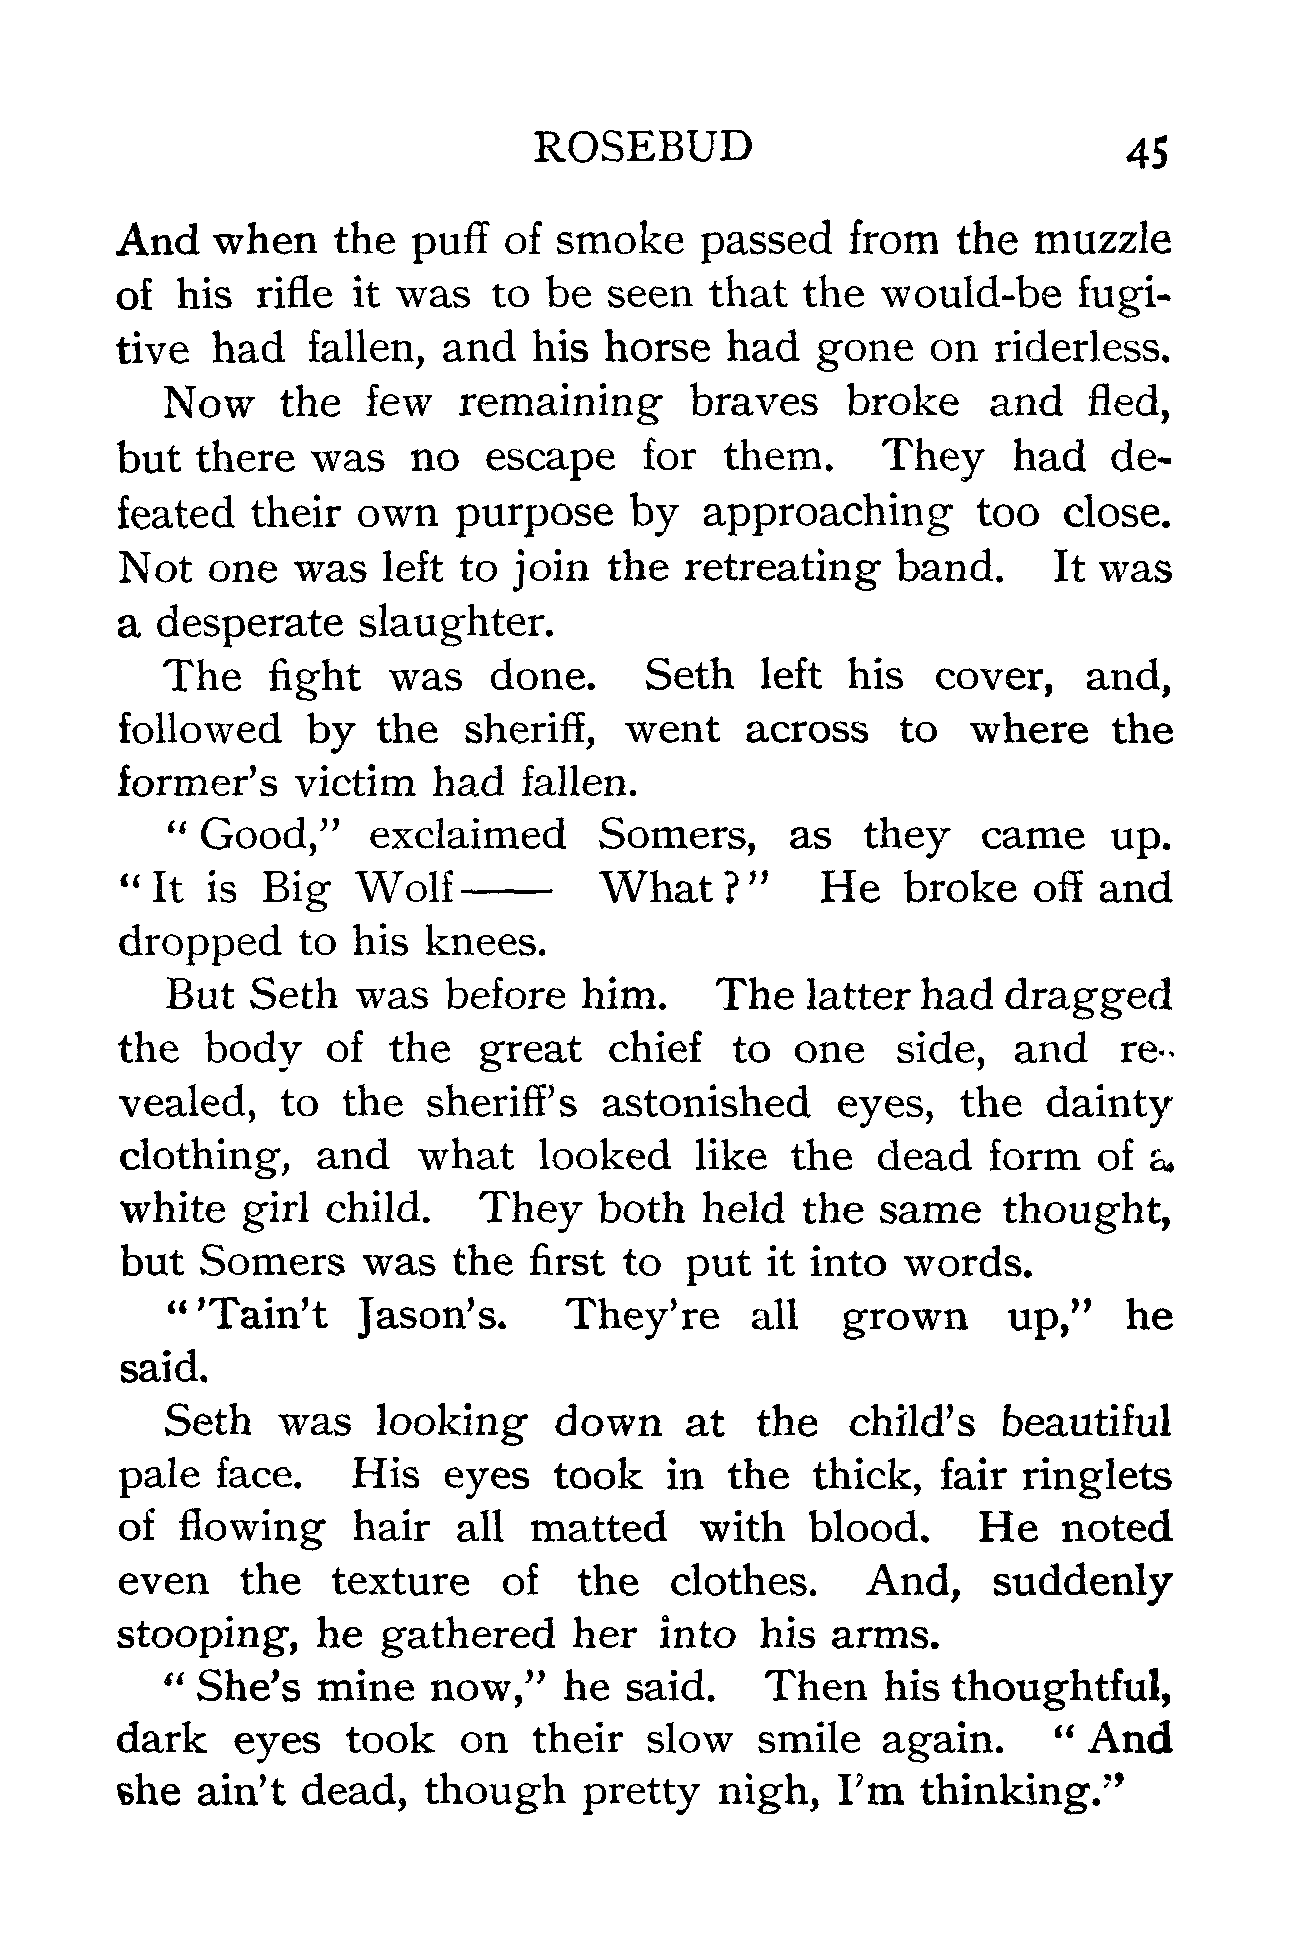 ROSEBUD 45
And when the puff of smoke passed from the muzzle
of his rifle it was to be seen that the would-be fugi-
tive had fallen, and his horse had gone on riderless.
Now the few remaining braves broke and fled,
but there was no escape for them. They had de-
feated their own purpose by approaching too close.
Not one was left to join the retreating band. It was
a desperate slaughter.
The fight was done. Seth left his cover, and,
followed by the sheriff, went across to where the
former's victim had fallen.
"Good," exclaimed Somers, as they came up.
"It is Big Wolf—— What?" He broke off and
dropped to his knees.
But Seth was before him. The latter had dragged
the body of the great chief to one side, and re-
vealed, to the sheriff's astonished eyes, the dainty
clothing, and what looked like the dead form of a
white girl child. They both held the same thought,
but Somers was the first to put it into words.
"'Tain't Jason's. They're all grown up," he
said.
Seth was looking down at the child's beautiful
pale face. His eyes took in the thick, fair ringlets
of flowing hair all matted with blood. He noted
even the texture of the clothes. And, suddenly
stooping, he gathered her into his arms.
"She's mine now," he said. Then his thoughtful,
dark eyes took on their slow smile again. "And
she ain't dead, though pretty nigh, I'm thinking."